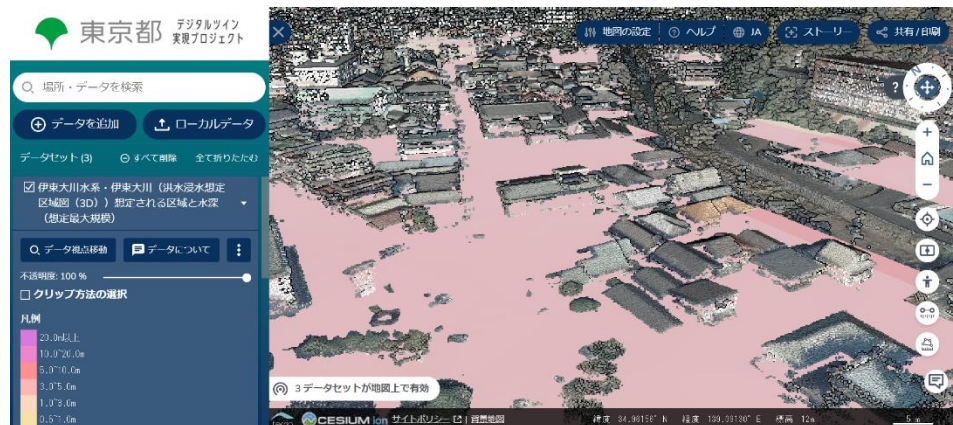 東京都 デジタルツイン
実現プロジェクト
場所・データを検索
データを追加
ローカルデータ
データセット (3)
すべて削除
全て折りたたむ
伊東大川水系・伊東大川（洪水浸水想定
区域図（3D））想定される区域と水深
（想定最大規模）
データ視点移動
データについて
不透明度: 100 %
クリップ方法の選択
凡例
20.0m以上
10.0~20.0m
5.0~10.0m
3.0~5.0m
1.0~3.0m
0.5~1.0m
地図の設定
ヘルプ
JA
ストーリー
共有/印刷
?
3 データセットが地図上で有効
CESIUM ion サイトポリシー | 背景地図
標高 12m
5 m